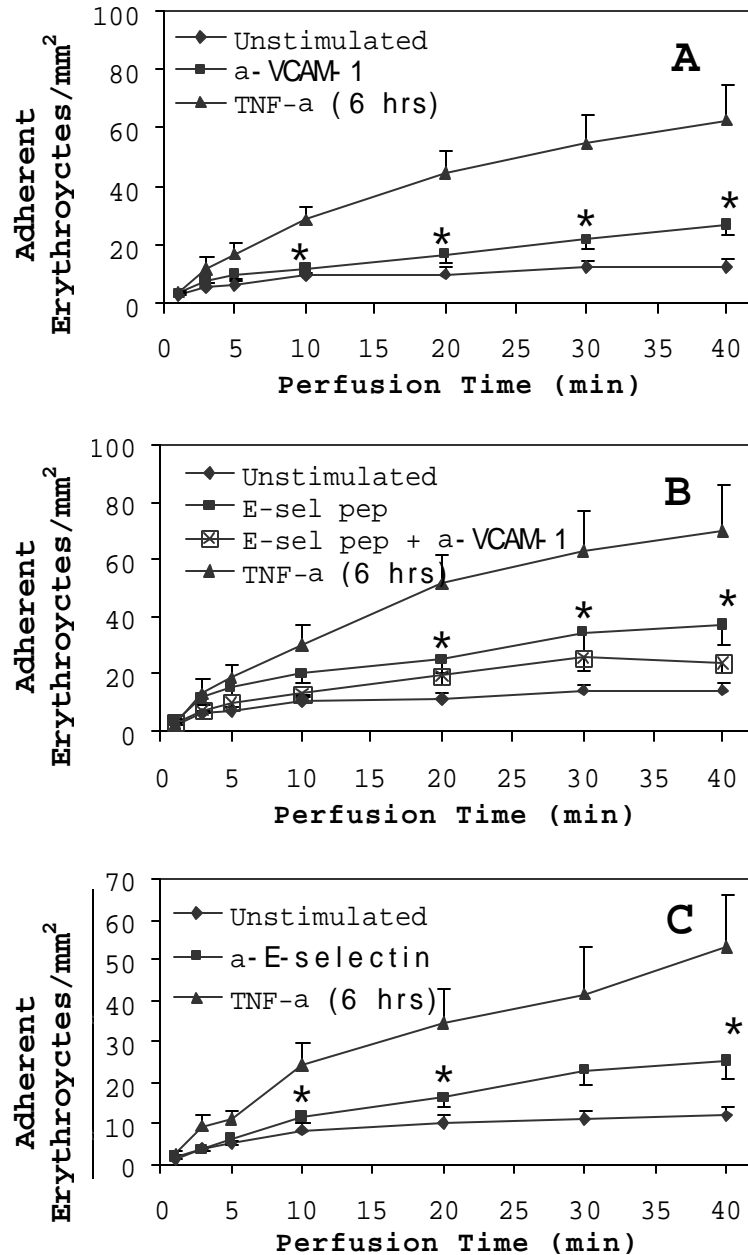 100
80
60
40
20
0
Adherent
Erythroyctes/mm²
Unstimulated
a-VCAM-1
TNF-a (6 hrs)
A
* * * *
0 5 10 15 20 25 30 35 40
Perfusion Time (min)
100
80
60
40
20
0
Adherent
Erythroyctes/mm²
Unstimulated
E-sel pep
E-sel pep + a-VCAM-1
TNF-a (6 hrs)
B
* * *
0 5 10 15 20 25 30 35 40
Perfusion Time (min)
70
60
50
40
30
20
10
0
Adherent
Erythroyctes/mm²
Unstimulated
a-E-selectin
TNF-a (6 hrs)
C
* * *
0 5 10 15 20 25 30 35 40
Perfusion Time (min)